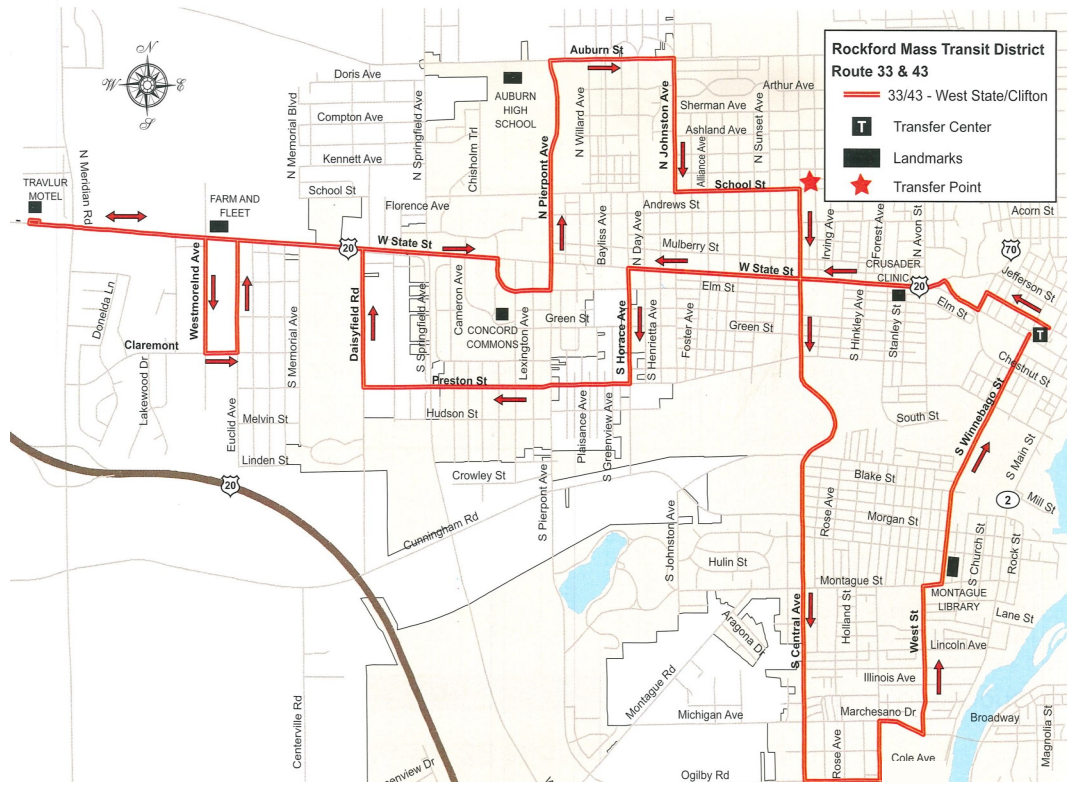 N
W
E
S
Rockford Mass Transit District
Route 33 & 43
33/43 - West State/Clifton
T
Transfer Center
Landmarks
Transfer Point
Auburn St
Doris Ave
Compton Ave
Kennett Ave
School St
Florence Ave
N Memorial Blvd
N Springfield Ave
Chisholm Trl
AUBURN
HIGH
SCHOOL
N Pierpont Ave
N Willard Ave
N Johnston Ave
Arthur Ave
Sherman Ave
Ashland Ave
Alliance Ave
N Sunset Ave
School St
Andrews St
Mulberry St
Bayliss Ave
N Day Ave
N Meridian Rd
TRAVLUR
MOTEL
FARM AND
FLEET
20
W State St
W State St
Irving Ave
Forest Ave
N Avon St
Acorn St
70
CRUSADER
CLINIC
20
Jefferson St
Elm St
T
Chestnut St
Donelda Ln
Claremont
Lakewood Dr
Westmorelnd Ave
Euclid Ave
S Memorial Ave
Melvin St
Linden St
Daisyfield Rd
S Springfield Ave
Cameron Ave
CONCORD
COMMONS
Lexington Ave
Green St
S Horace Ave
S Henrietta Ave
Elm St
Foster Ave
Green St
S Hinkley Ave
Stanley St
Preston St
Hudson St
Crowley St
Plaisance Ave
S Greenview Ave
S Pierpont Ave
South St
S Winnebago St
S Main St
20
Cunningham Rd
S Johnston Ave
Hulin St
Blake St
Rose Ave
Morgan St
2
Mill St
S Church St
Rock St
Montague St
Holland St
MONTAGUE
LIBRARY
Lane St
Lincoln Ave
West St
S Central Ave
Aragona Dr
Montague Rd
Illinois Ave
Michigan Ave
Marchesano Dr
Broadway
Magnolia St
Centerville Rd
enview Dr
Ogilby Rd
Rose Ave
Cole Ave